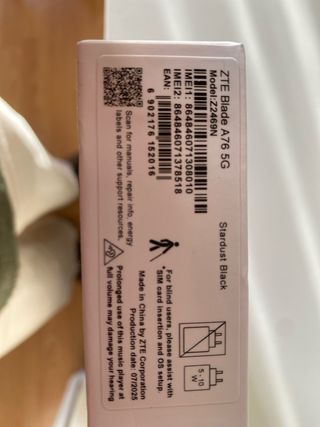 ZTE Blade A76 5G
Stardust Black
Model:Z2469N
IMEI1: 864846071308010
IMEI2: 864846071378518
EAN:
6 902176 152016
For blind users, please assist with
*SIM card insertion and OS setup.
Made in China by ZTE Corporation
Production date: 07/2025
5 - 10
W
Scan for manuals, repair info, energy
labels and other support resources.
Prolonged use of this music player at
full volume may damage your hearing